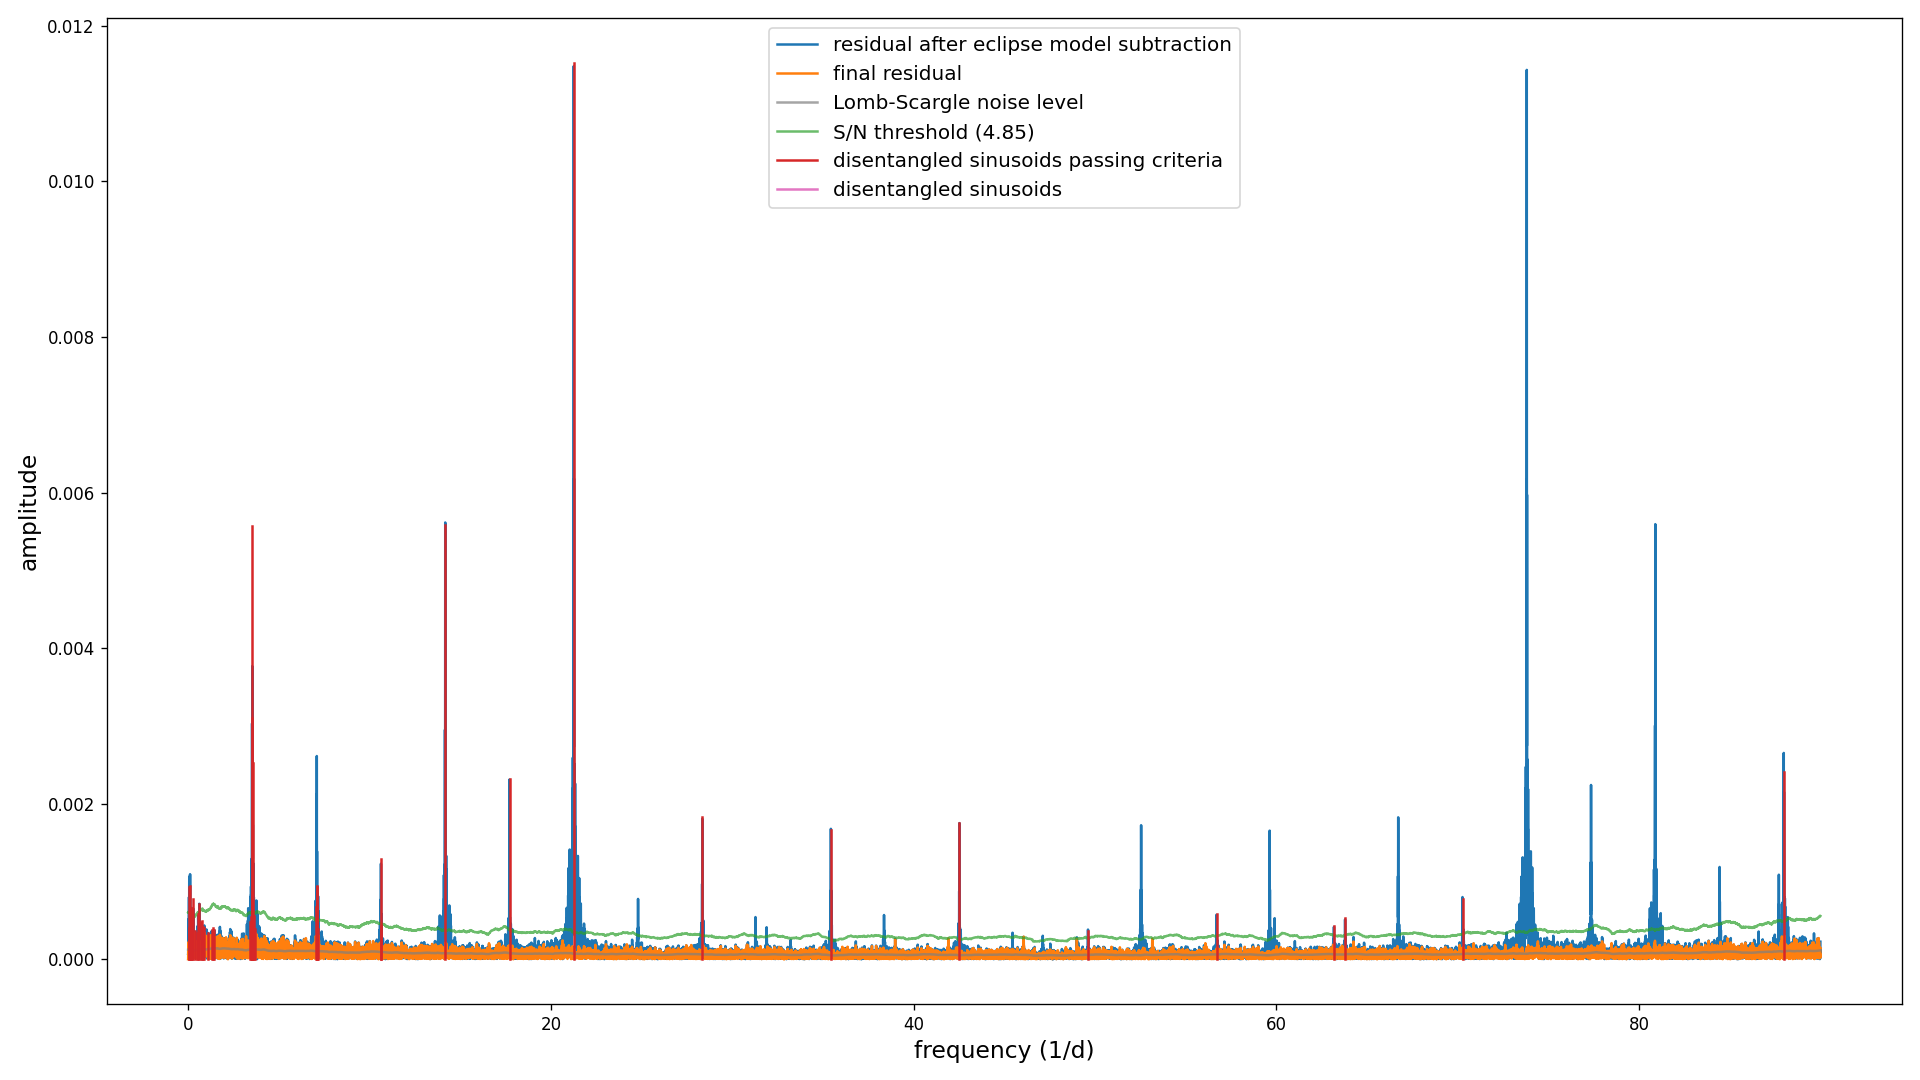 residual after eclipse model subtraction
final residual
Lomb-Scargle noise level
S/N threshold (4.85)
disentangled sinusoids passing criteria
disentangled sinusoids
0.012
0.010
0.008
0.006
0.004
0.002
0.000
amplitude
0 20 40 60 80
frequency (1/d)